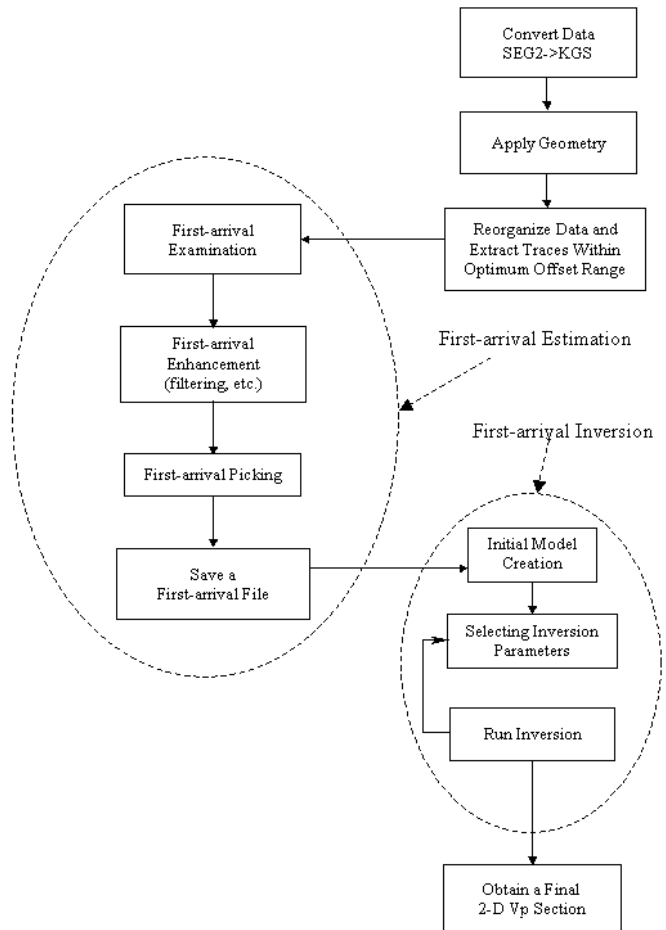 Convert Data
SEG2->KGS
Apply Geometry
Reorganize Data and
Extract Traces Within
Optimum Offset Range
First-arrival
Examination
First-arrival
Enhancement
(filtering, etc.)
First-arrival Picking
Save a
First-arrival File
First-arrival Estimation
First-arrival Inversion
Initial Model
Creation
Selecting Inversion
Parameters
Run Inversion
Obtain a Final
2-D Vp Section